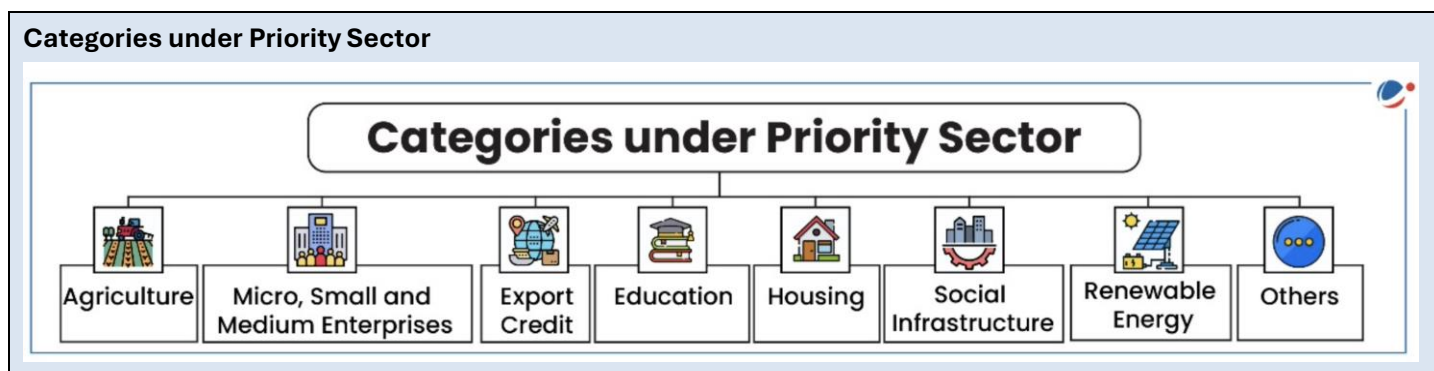 Categories under Priority Sector
Categories under Priority Sector
Agriculture
Micro, Small and
Medium Enterprises
Export
Credit
Education
Housing
Social
Infrastructure
Renewable
Energy
Others